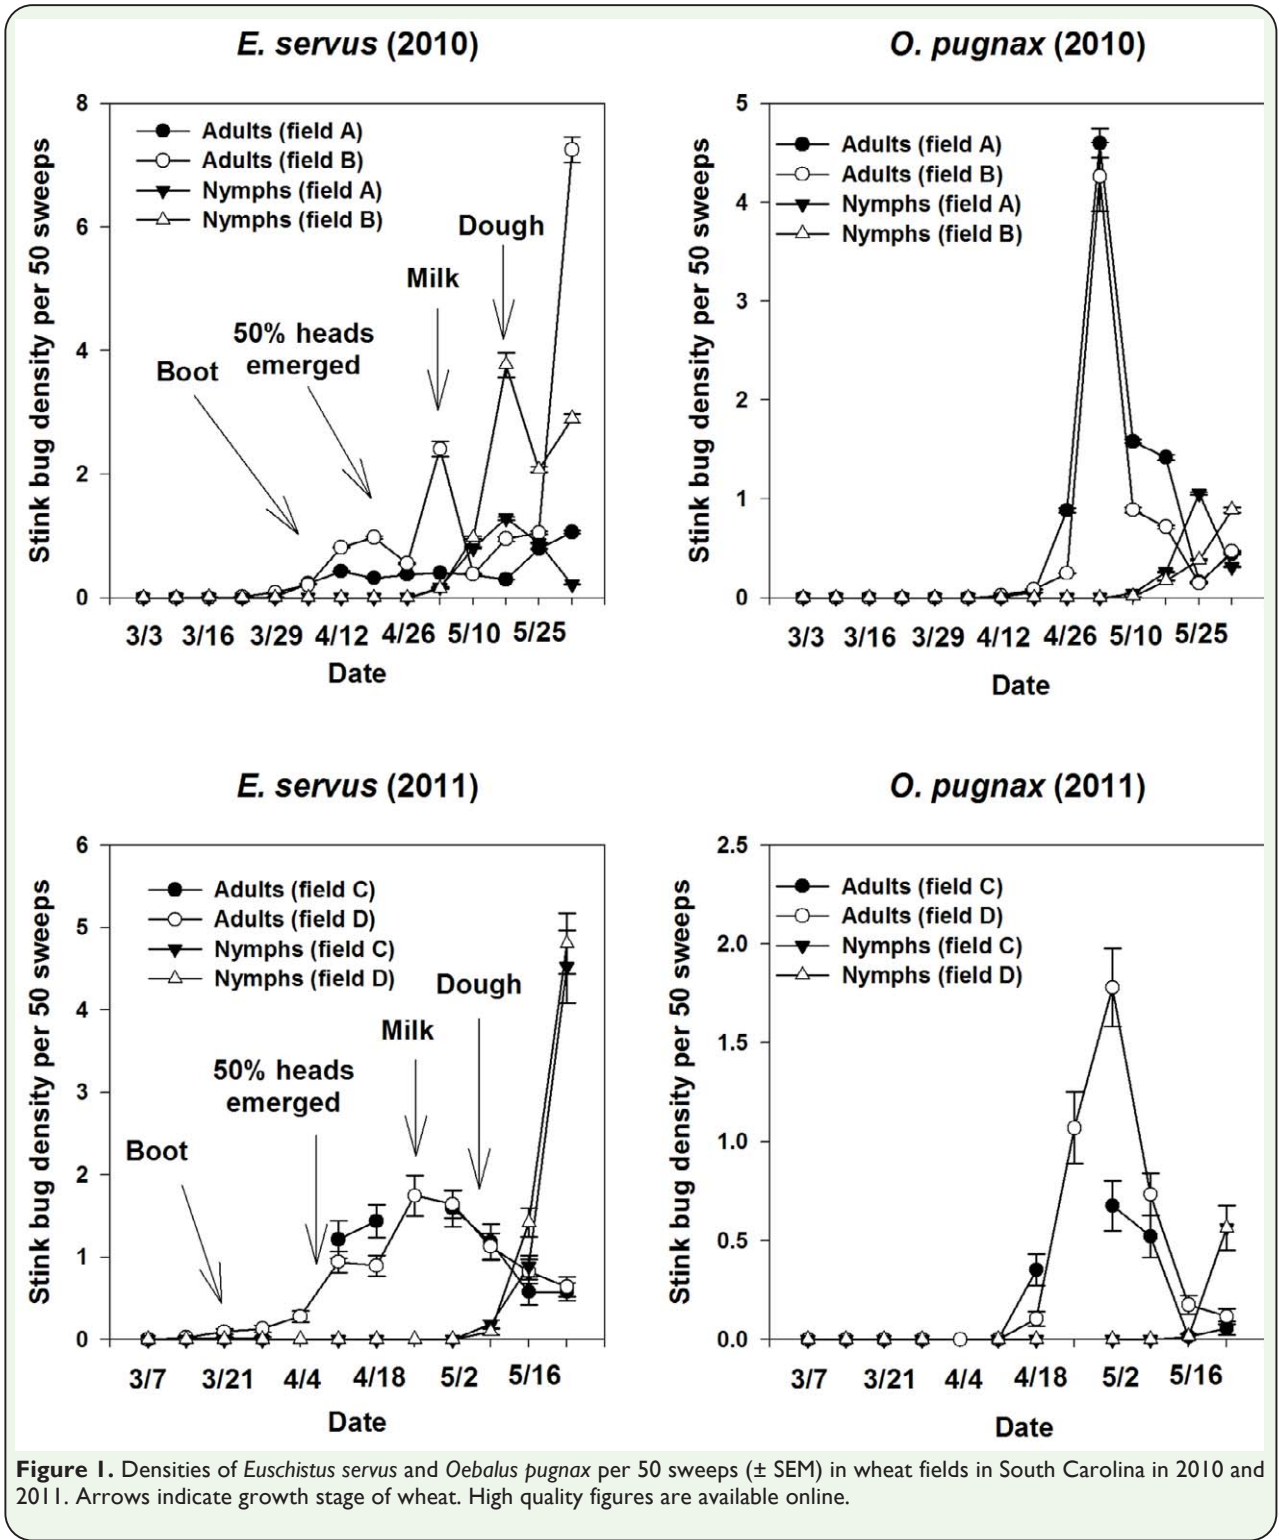 E. servus (2010)
Stink bug density per 50 sweeps
8
6
4
2
0
Adults (field A)
Adults (field B)
Nymphs (field A)
Nymphs (field B)
Dough
Milk
50% heads
emerged
Boot
3/3 3/16 3/29 4/12 4/26 5/10 5/25
Date
O. pugnax (2010)
Stink bug density per 50 sweeps
5
4
3
2
1
0
Adults (field A)
Adults (field B)
Nymphs (field A)
Nymphs (field B)
3/3 3/16 3/29 4/12 4/26 5/10 5/25
Date
E. servus (2011)
Stink bug density per 50 sweeps
6
5
4
3
2
1
0
Adults (field C)
Adults (field D)
Nymphs (field C)
Nymphs (field D)
Dough
Milk
50% heads
emerged
Boot
3/7 3/21 4/4 4/18 5/2 5/16
Date
O. pugnax (2011)
Stink bug density per 50 sweeps
2.5
2.0
1.5
1.0
0.5
0.0
Adults (field C)
Adults (field D)
Nymphs (field C)
Nymphs (field D)
3/7 3/21 4/4 4/18 5/2 5/16
Date
Figure 1. Densities of Euschistus servus and Oebalus pugnax per 50 sweeps (± SEM) in wheat fields in South Carolina in 2010 and
2011. Arrows indicate growth stage of wheat. High quality figures are available online.